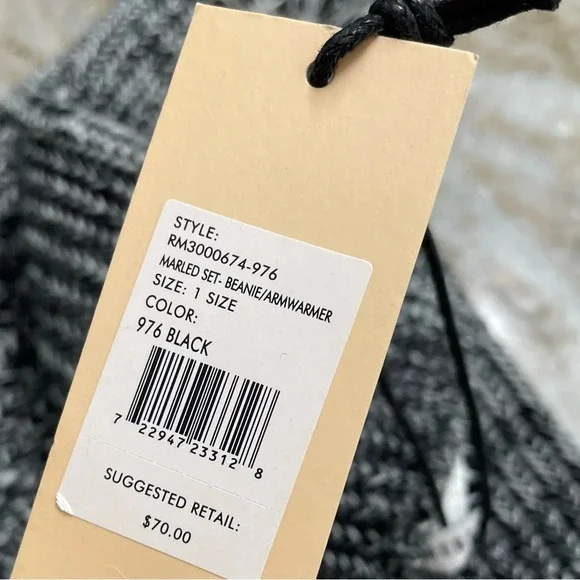 STYLE:
RM3000674-976
MARLED SET- BEANIE/ARMWARMER
SIZE: 1 SIZE
COLOR:
976 BLACK
7 22947 23312 8
SUGGESTED RETAIL:
$70.00